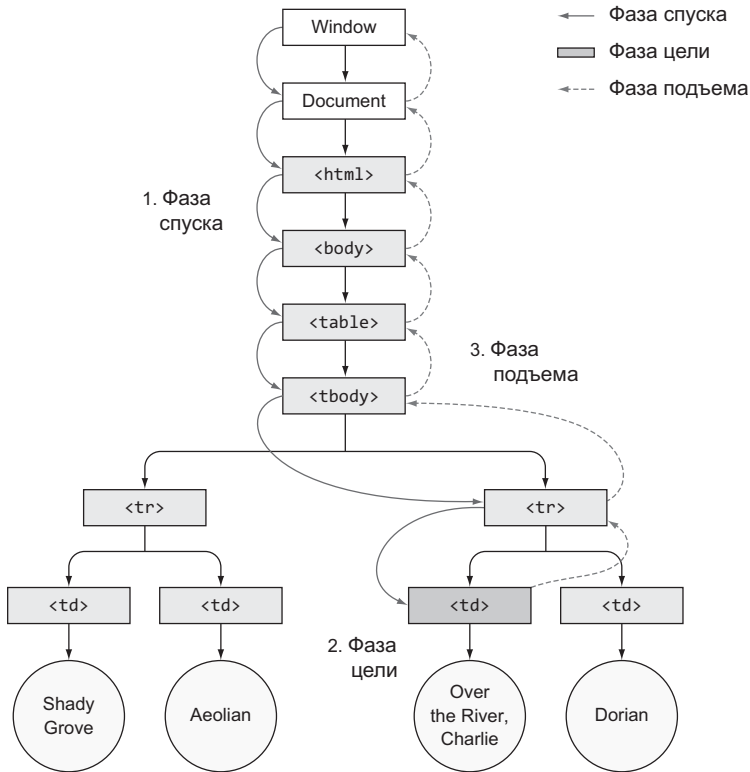 Window
Фаза спуска
Фаза цели
Фаза подъема
Document
<html>
1. Фаза
спуска
<body>
<table>
3. Фаза
подъема
<tbody>
<tr>
<tr>
<td>
<td>
<td>
<td>
2. Фаза
цели
Shady
Grove
Aeolian
Over
the River,
Charlie
Dorian